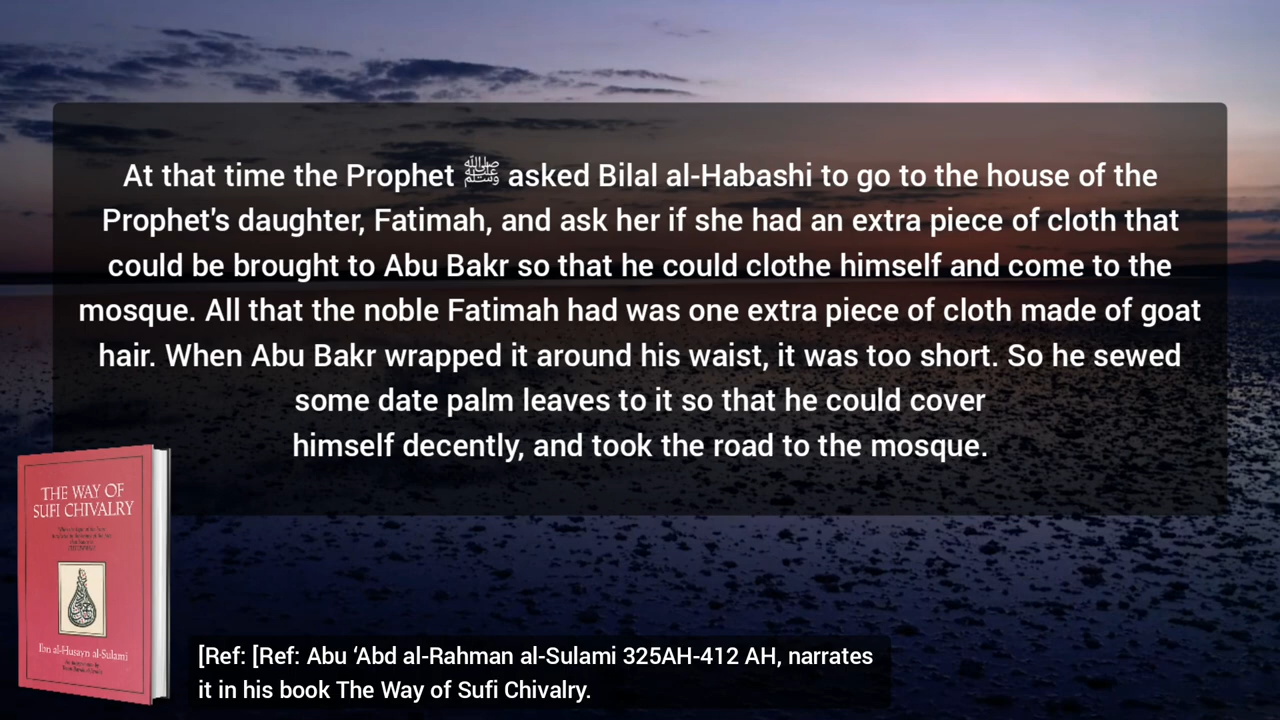 At that time the Prophet ﷺ asked Bilal al-Habashi to go to the house of the
Prophet's daughter, Fatimah, and ask her if she had an extra piece of cloth that
could be brought to Abu Bakr so that he could clothe himself and come to the
mosque. All that the noble Fatimah had was one extra piece of cloth made of goat
hair. When Abu Bakr wrapped it around his waist, it was too short. So he sewed
some date palm leaves to it so that he could cover
himself decently, and took the road to the mosque.
THE WAY OF
SUFI CHIVALRY
Ibn al-Husayn al-Sulami
[Ref: [Ref: Abu ‘Abd al-Rahman al-Sulami 325AH-412 AH, narrates
it in his book The Way of Sufi Chivalry.